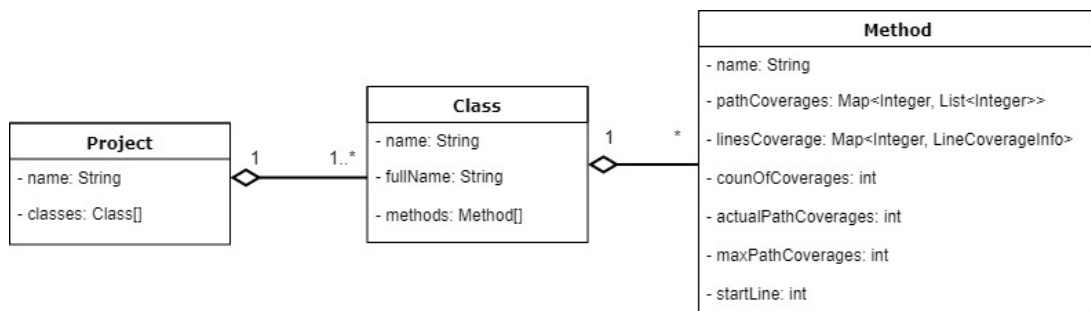 Project
- name: String
- classes: Class[]
1
1..*
Class
- name: String
- fullName: String
- methods: Method[]
1
*
Method
- name: String
- pathCoverages: Map<Integer, List<Integer>>
- linesCoverage: Map<Integer, LineCoverageInfo>
- counOfCoverages: int
- actualPathCoverages: int
- maxPathCoverages: int
- startLine: int